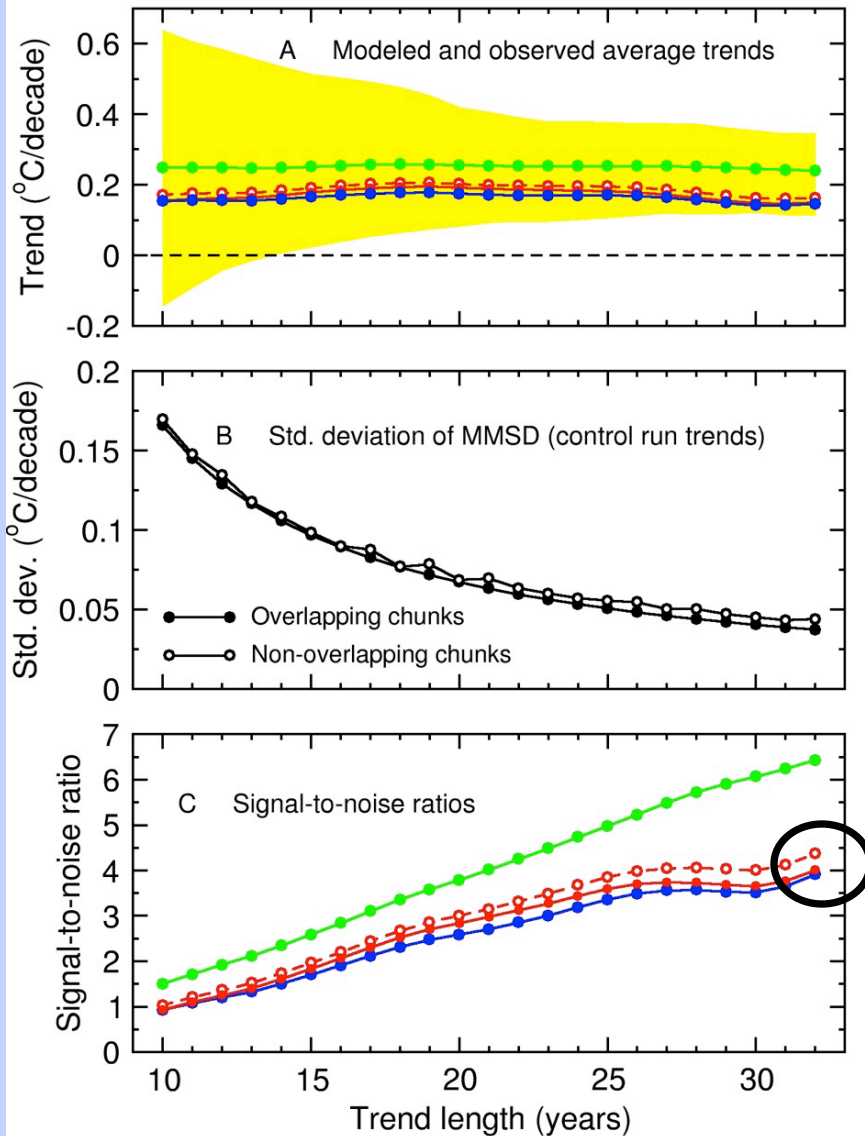 A Modeled and observed average trends
Trend (°C/decade)
0.6
0.4
0.2
0
-0.2
B Std. deviation of MMSD (control run trends)
Std. dev. (°C/decade)
0.2
0.15
0.1
0.05
0
Overlapping chunks
Non-overlapping chunks
C Signal-to-noise ratios
Signal-to-noise ratio
7
6
5
4
3
2
1
0
10 15 20 25 30
Trend length (years)